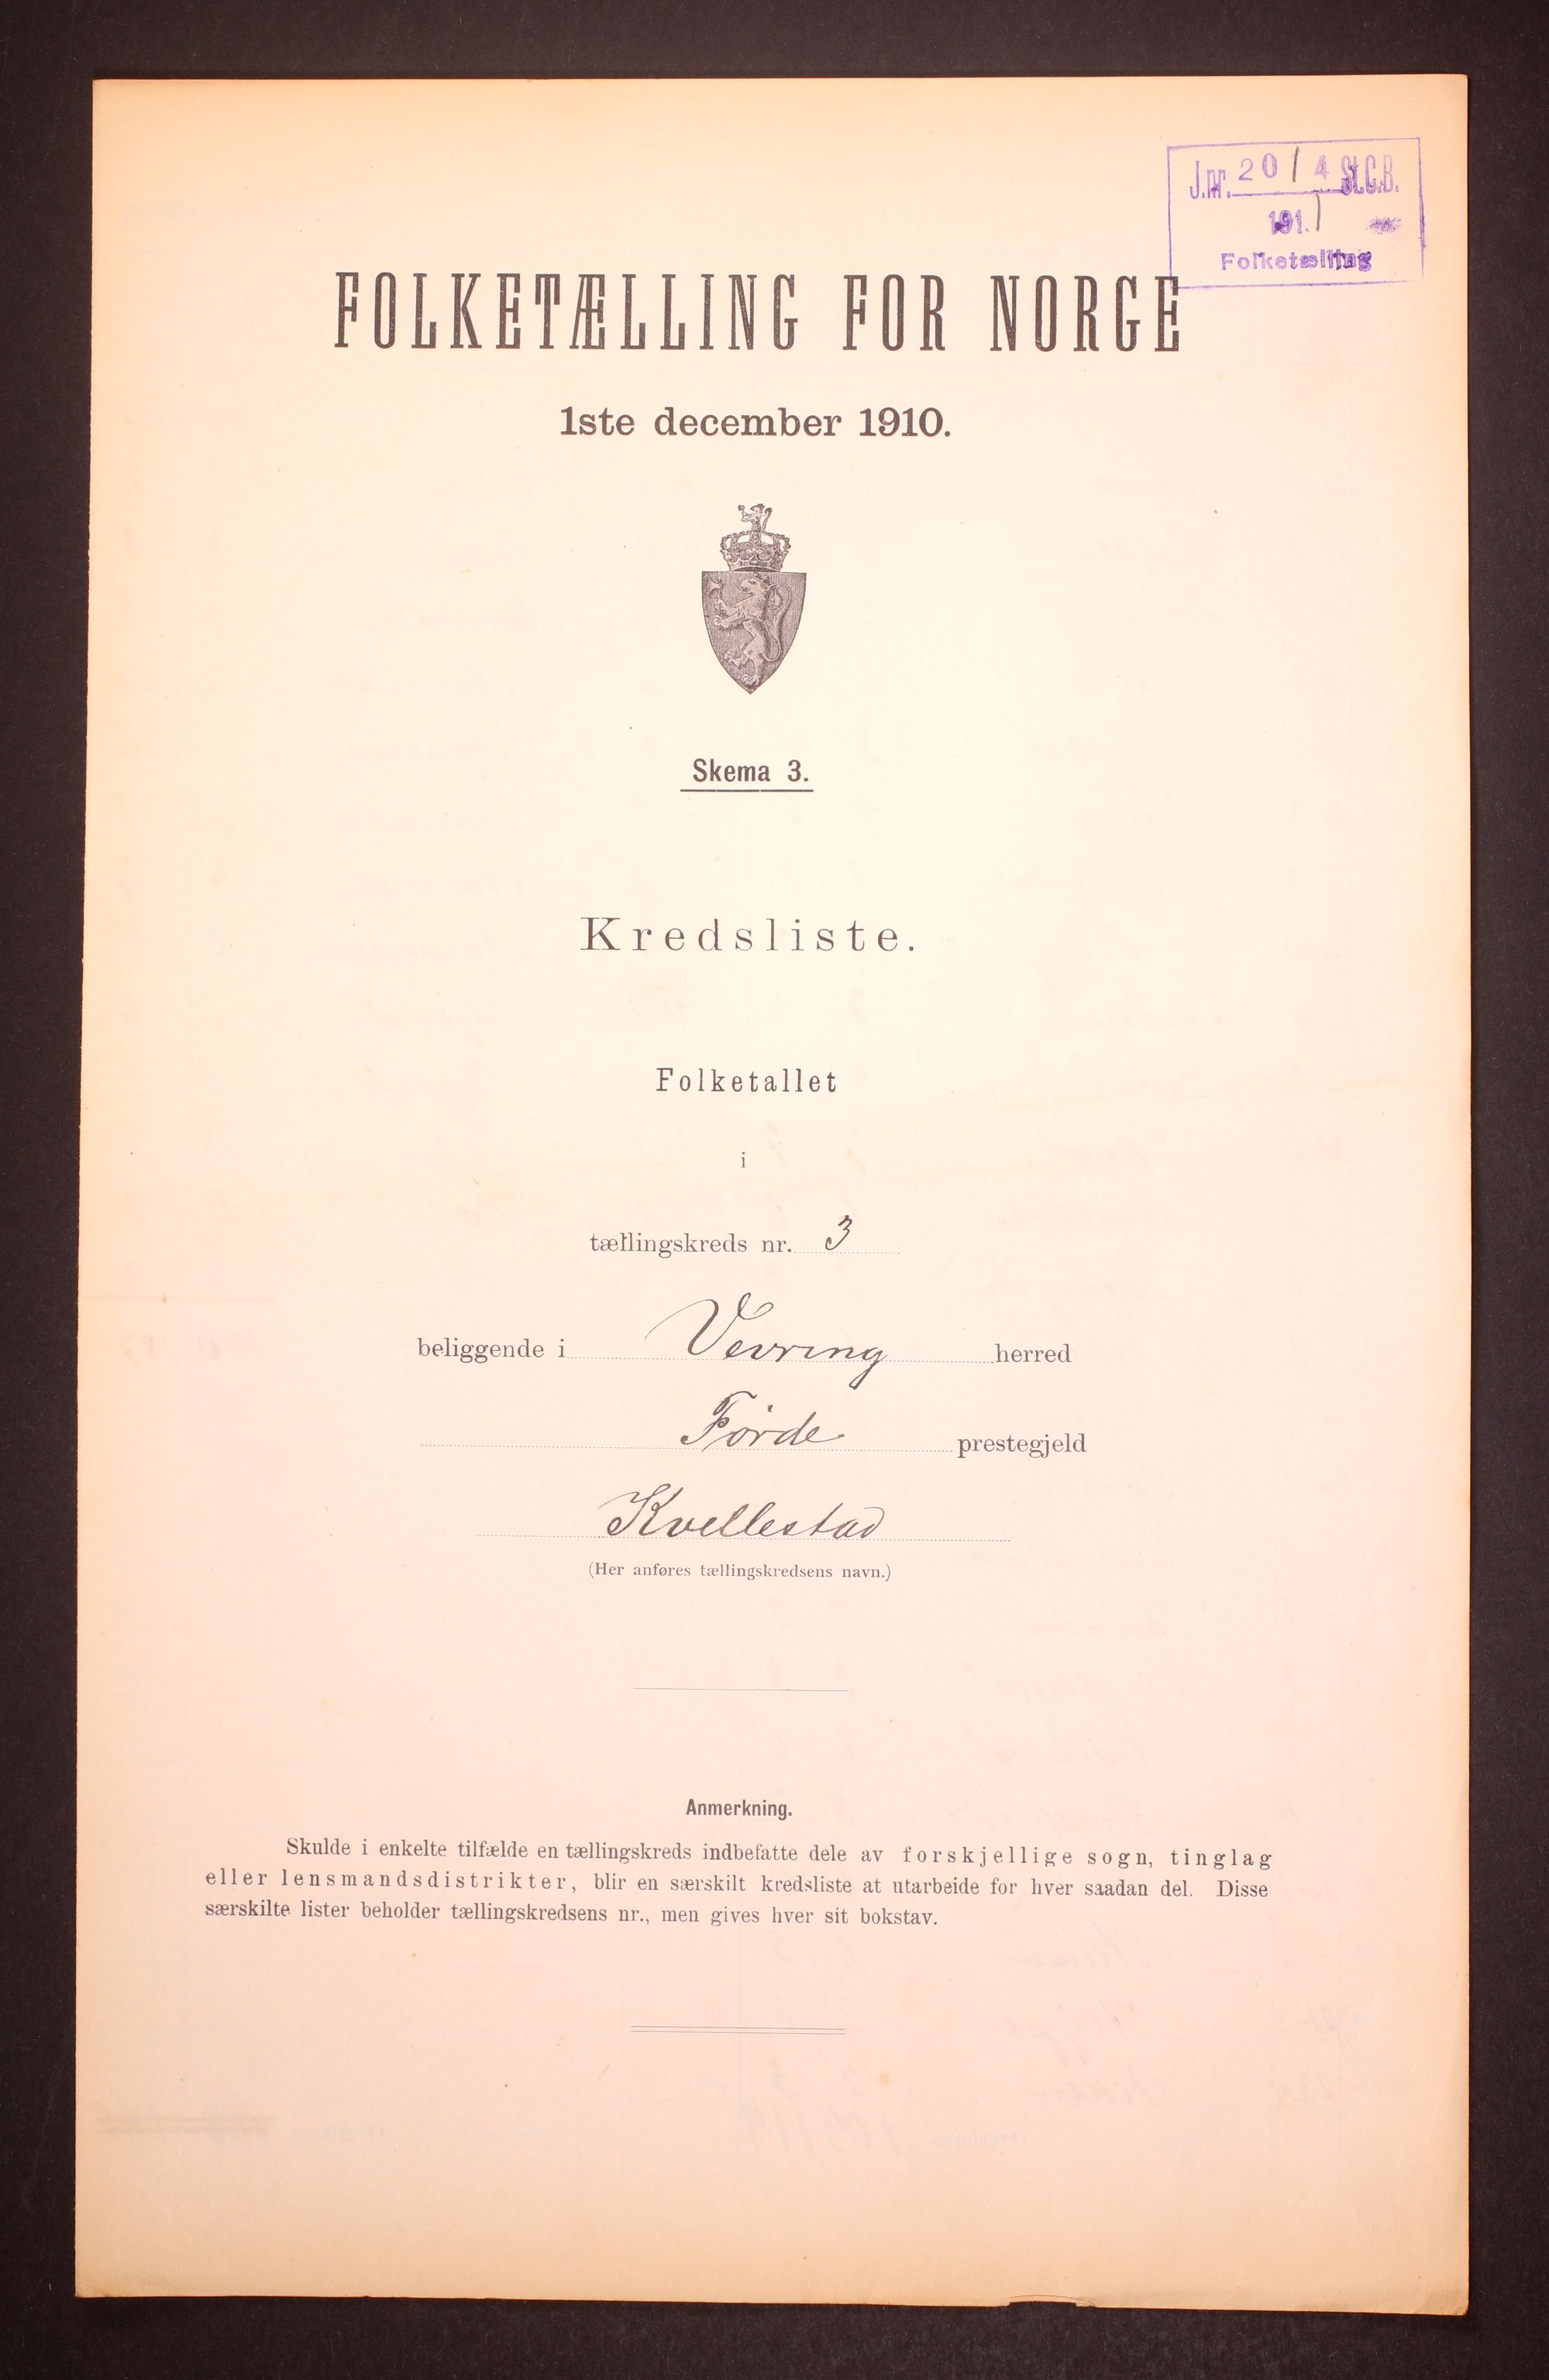 J.nr. 20/4 St.C.B.
1911
Folketælling
FOLKETÆLLING FOR NORGE
1ste december 1910.
Skema 3.
Kredsliste.
Folketallet
i
tællingskreds nr. 3
beliggende i Vevring herred
Førde prestegjeld
Kvellestad
(Her anføres tællingskredsens navn.)
Anmerkning.
Skulde i enkelte tilfælde en tællingskreds indbefatte dele av forskjellige sogn, tinglag
eller lensmandsdistrikter, blir en særskilt kredsliste at utarbeide for hver saadan del. Disse
særskilte lister beholder tællingskredsens nr., men gives hver sit bokstav.